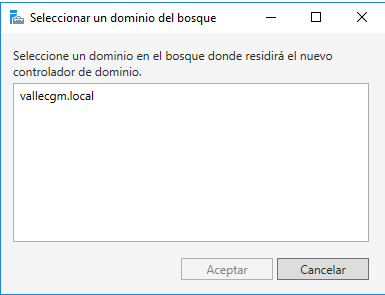 Seleccionar un dominio del bosque
Seleccione un dominio en el bosque donde residirá el nuevo
controlador de dominio.
vallecgm.local
Aceptar
Cancelar